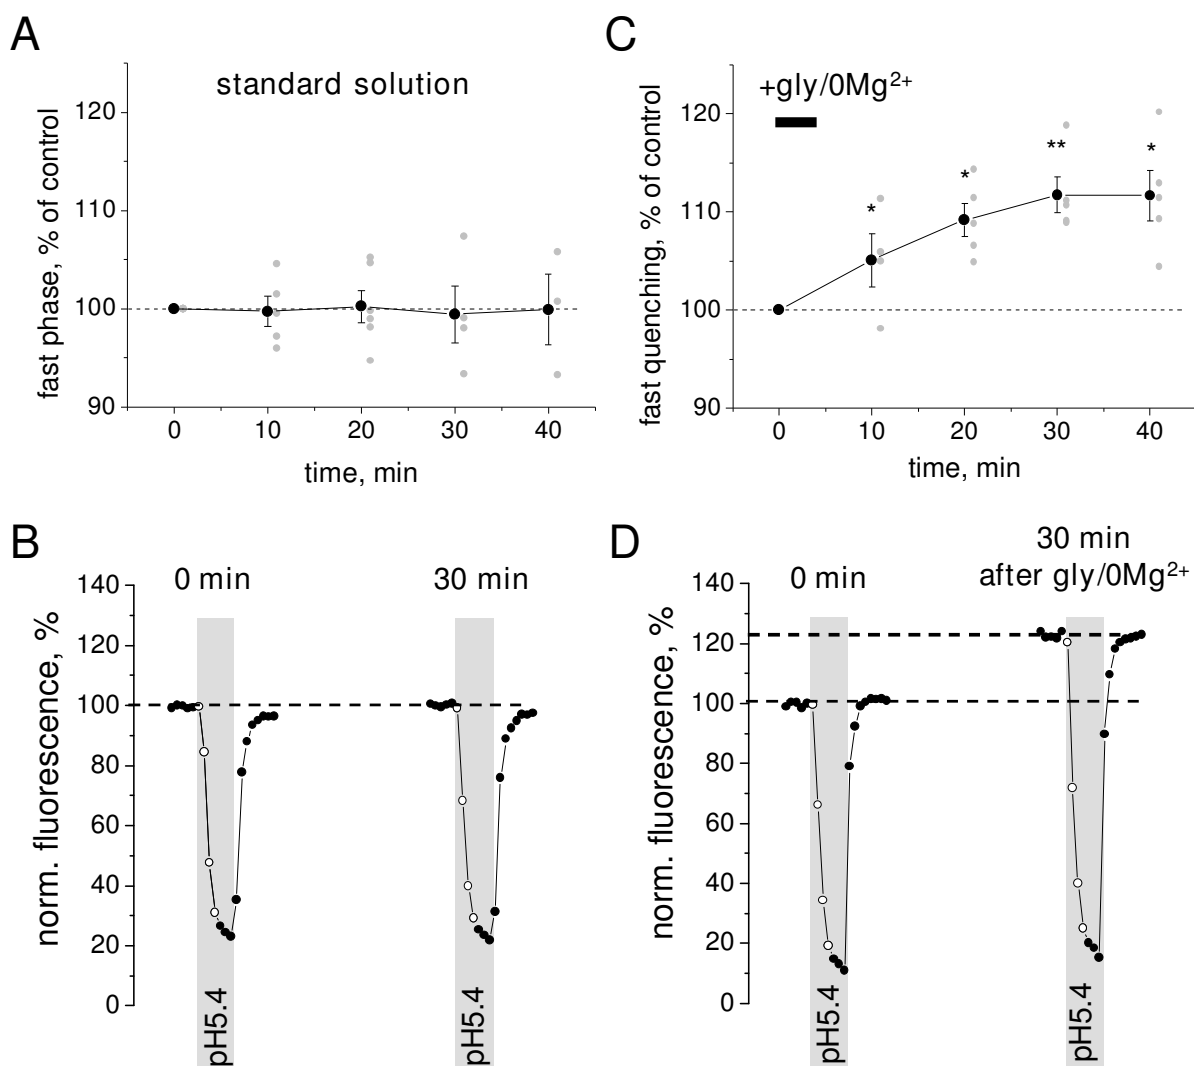 A
standard solution
fast phase, % of control
120
110
100
90
0 10 20 30 40
time, min
C
+gly/0Mg²⁺
fast quenching, % of control
120
110
100
90
* * ** *
0 10 20 30 40
time, min
B
0 min 30 min
norm. fluorescence, %
140
120
100
80
60
40
20
0
pH5.4 pH5.4
D
0 min
30 min
after gly/0Mg²⁺
norm. fluorescence, %
140
120
100
80
60
40
20
0
pH5.4 pH5.4